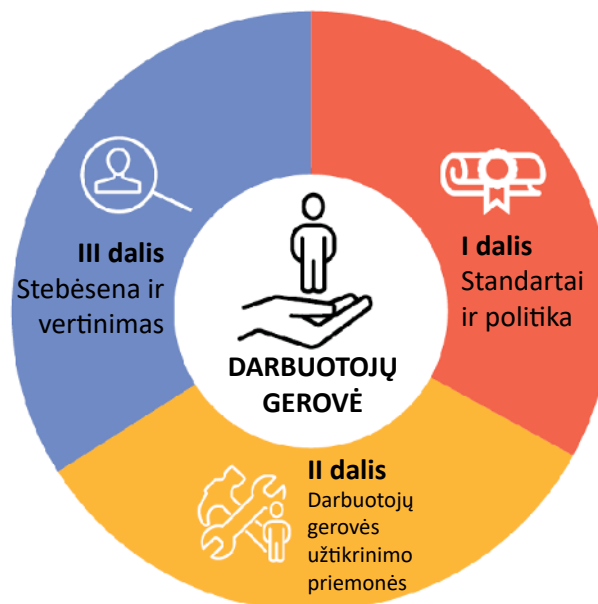 DARBUOTOJŲ
GEROVĖ
I dalis
Standartai
ir politika
II dalis
Darbuotojų
gerovės
užtikrinimo
priemonės
III dalis
Stebėsena ir
vertinimas